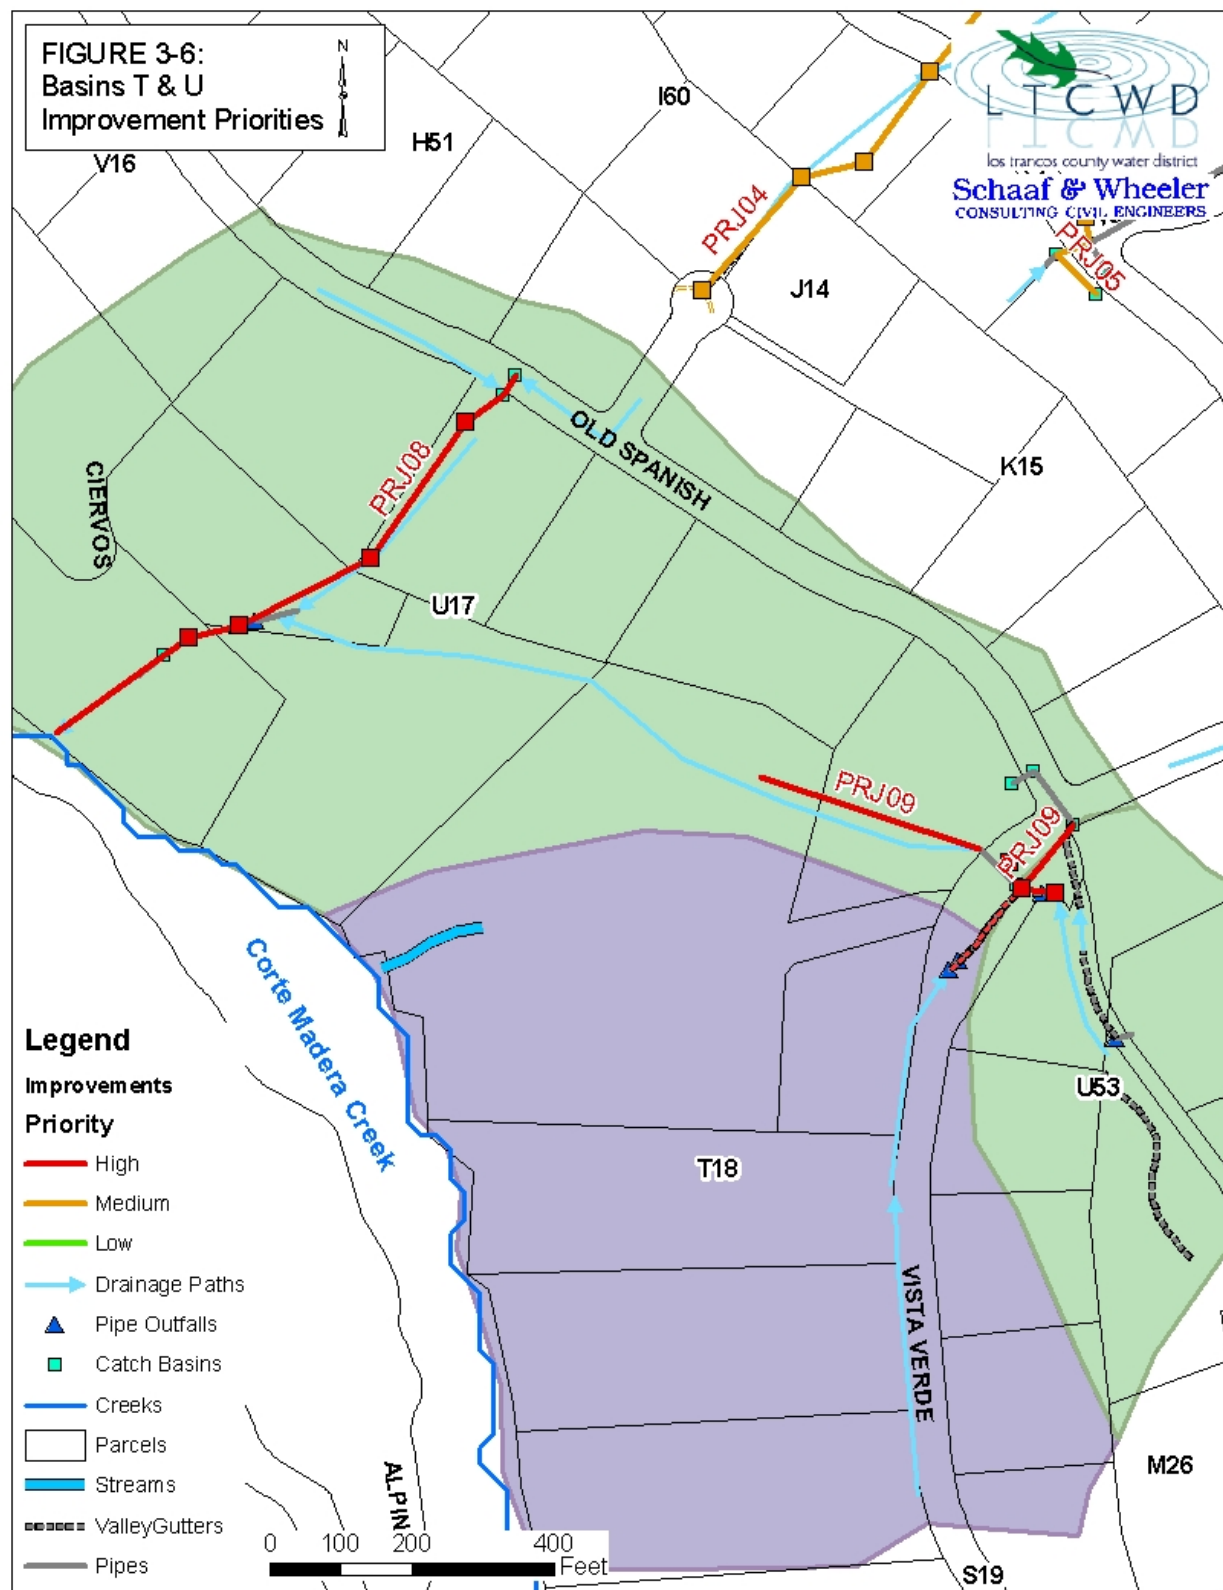 FIGURE 3-6:
Basins T & U
Improvement Priorities
N
LTCWD
los trancos county water district
Schaaf & Wheeler
CONSULTING CIVIL ENGINEERS
V16
H51
I60
PRJ04
PRJ05
J14
K15
OLD SPANISH
PRJ08
CIERVOS
U17
PRJ09
PRJ09
Corte Madera Creek
U53
T18
VISTA VERDE
M26
S19
ALPIN
Legend
Improvements
Priority
High
Medium
Low
Drainage Paths
Pipe Outfalls
Catch Basins
Creeks
Parcels
Streams
ValleyGutters
Pipes
0 100 200 400
Feet